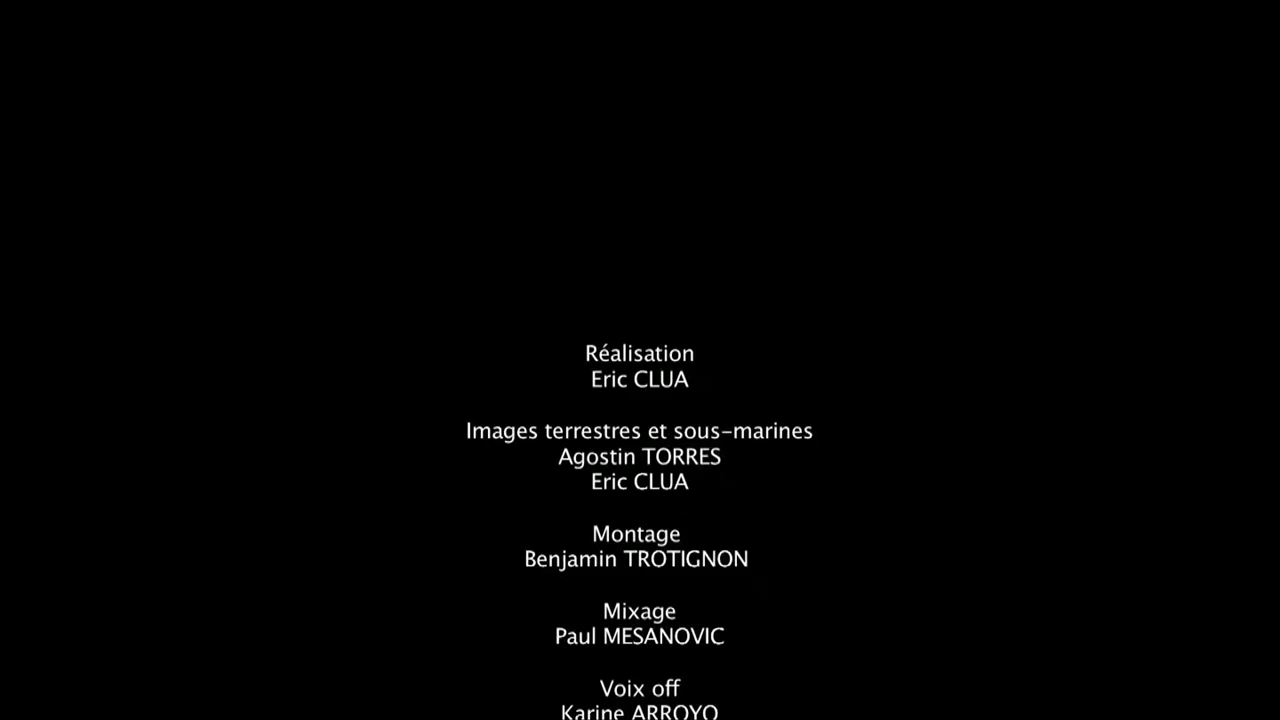 Réalisation
Eric CLUA
Images terrestres et sous-marines
Agostin TORRES
Eric CLUA
Montage
Benjamin TROTIGNON
Mixage
Paul MESANOVIC
Voix off
Karine ARROYO